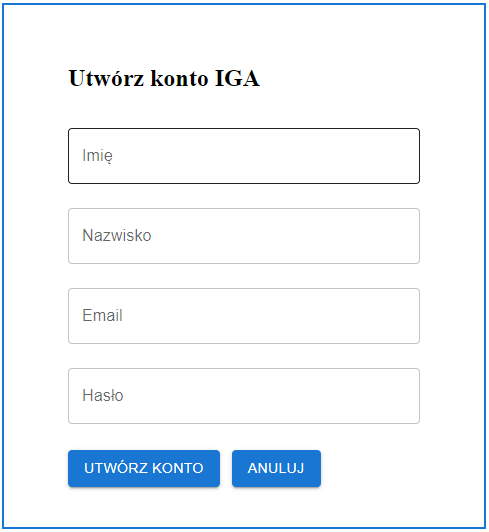 Utwórz konto IGA
Imię
Nazwisko
Email
Hasło
UTWÓRZ KONTO ANULUJ